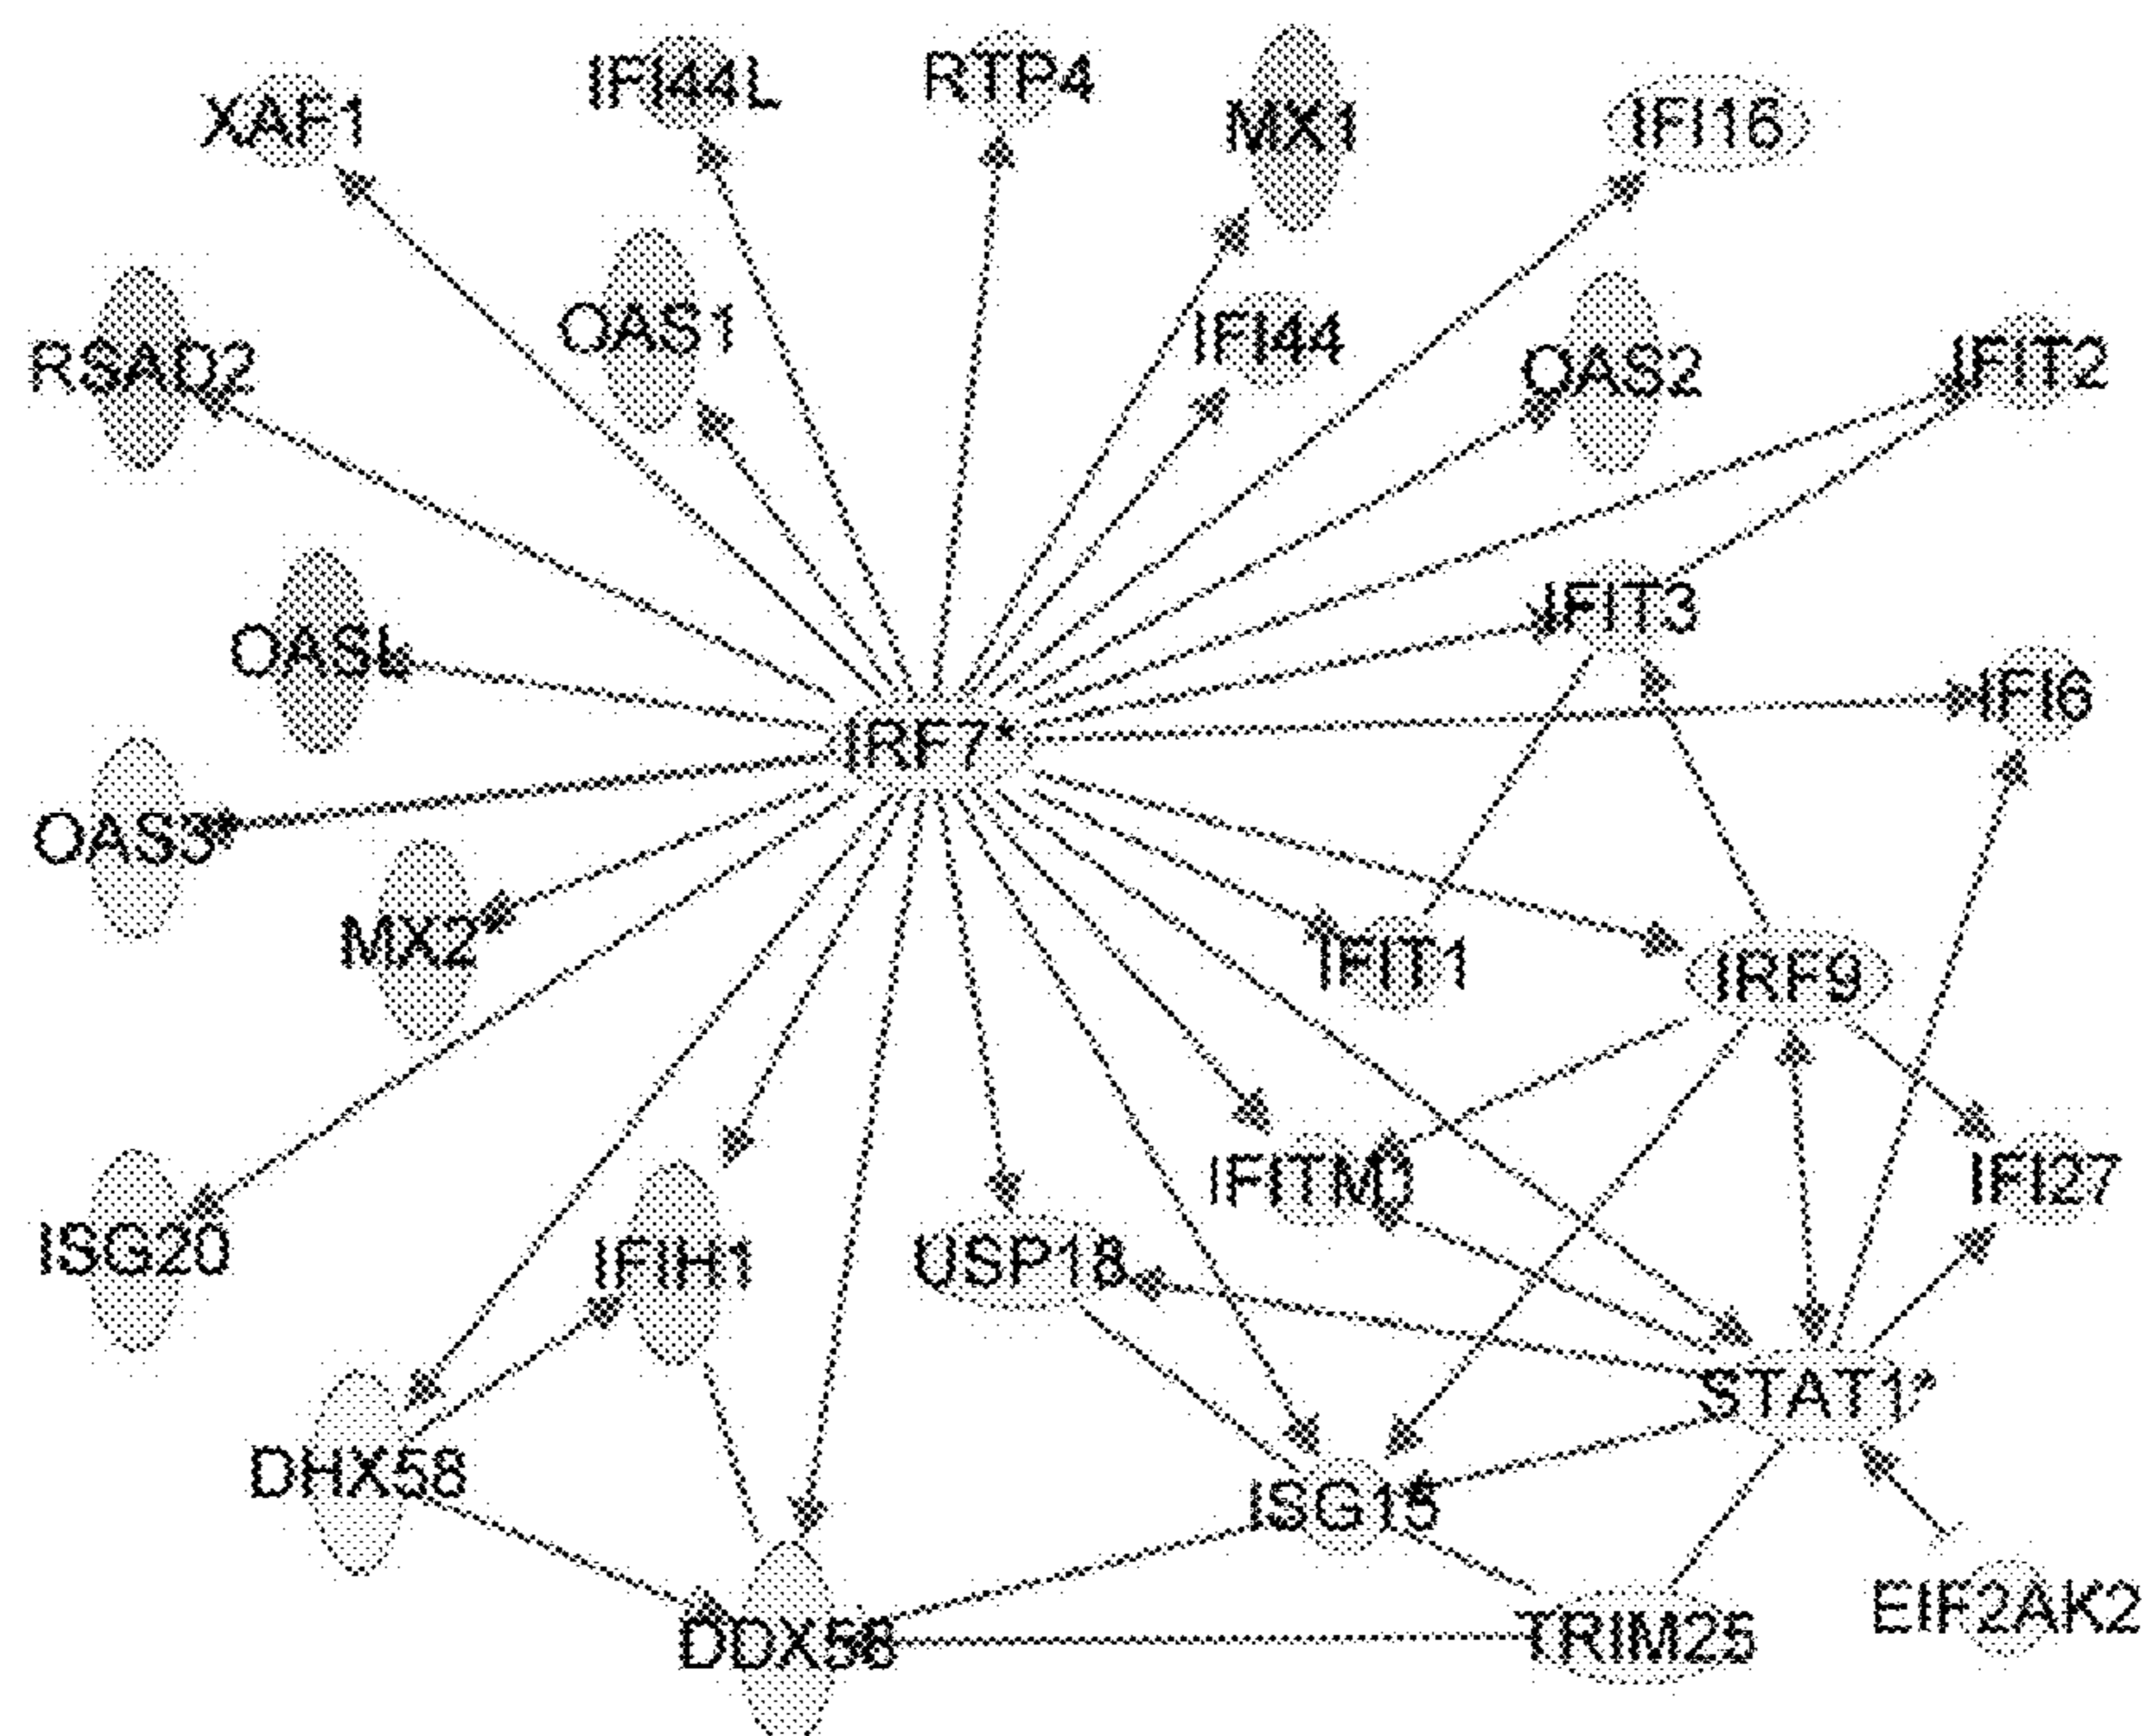 IFI44L
RTP4
XAF1
MX1
IFI16
OAS1
IFI44
RSAD2
OAS2
IFIT2
IFIT3
OASL
IFI6
IRF7*
OAS3*
MX2*
IFIT1
IRF9
IFITM1
IFI27
ISG20
IFIH1
USP18
STAT1*
DHX58
ISG15
EIF2AK2
DDX58
TRIM25